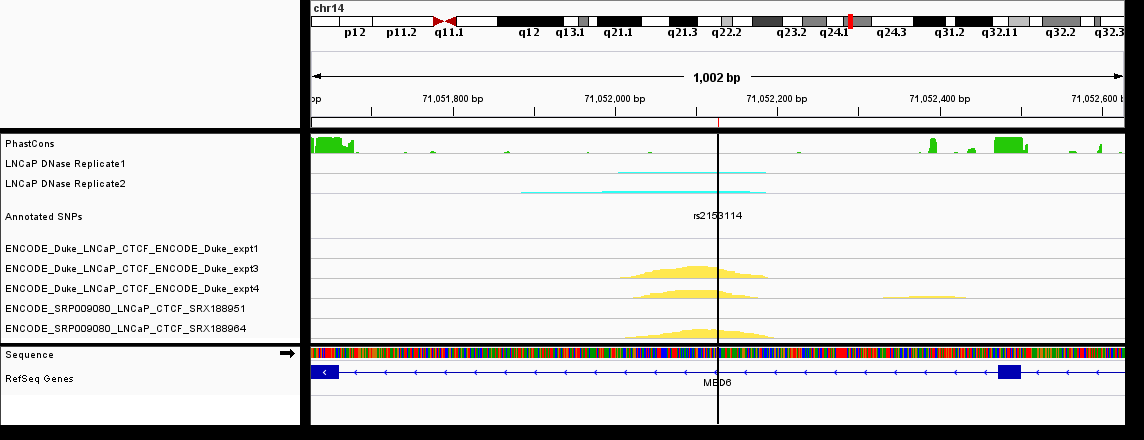 chr14
p12 p11.2 q11.1 q12 q13.1 q21.1 q21.3 q22.2 q23.2 q24.1 q24.3 q31.2 q32.11 q32.2 q32.3
1,002 bp
bp 71,051,800 bp 71,052,000 bp 71,052,200 bp 71,052,400 bp 71,052,600 b
PhastCons
LNCaP DNase Replicate1
LNCaP DNase Replicate2
Annotated SNPs rs2153114
ENCODE_Duke_LNCaP_CTCF_ENCODE_Duke_expt1
ENCODE_Duke_LNCaP_CTCF_ENCODE_Duke_expt3
ENCODE_Duke_LNCaP_CTCF_ENCODE_Duke_expt4
ENCODE_SRP009080_LNCaP_CTCF_SRX188951
ENCODE_SRP009080_LNCaP_CTCF_SRX188964
Sequence
RefSeq Genes
MED6